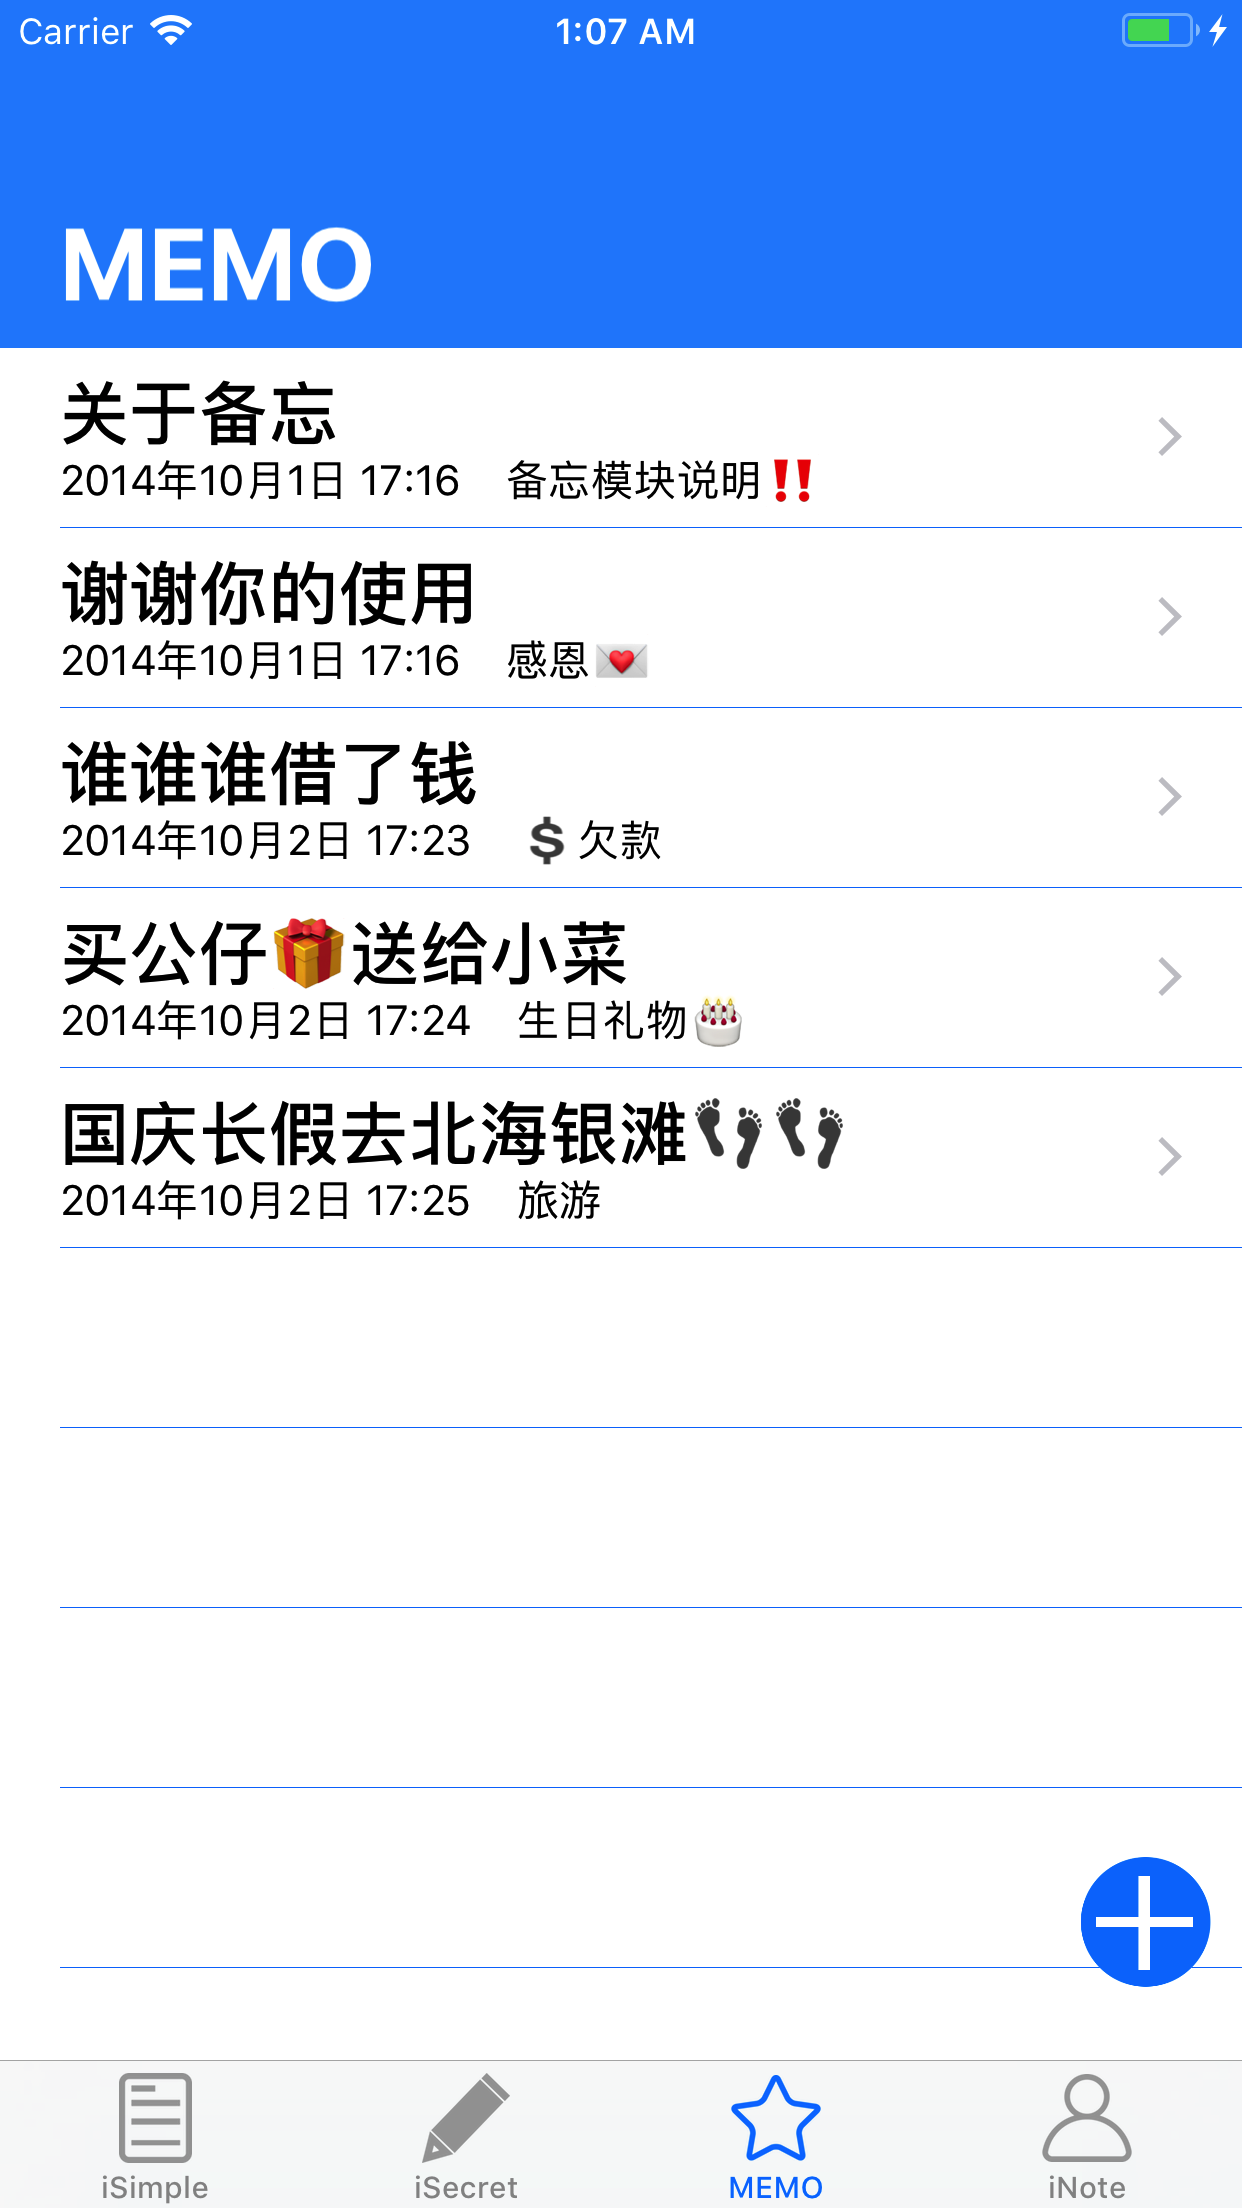 Carrier 1:07 AM
MEMO
关于备忘
2014年10月1日 17:16 备忘模块说明‼️
谢谢你的使用
2014年10月1日 17:16 感恩💌
谁谁谁借了钱
2014年10月2日 17:23 💲欠款
买公仔🎁送给小菜
2014年10月2日 17:24 生日礼物🎂
国庆长假去北海银滩👣👣
2014年10月2日 17:25 旅游
iSimple iSecret MEMO iNote